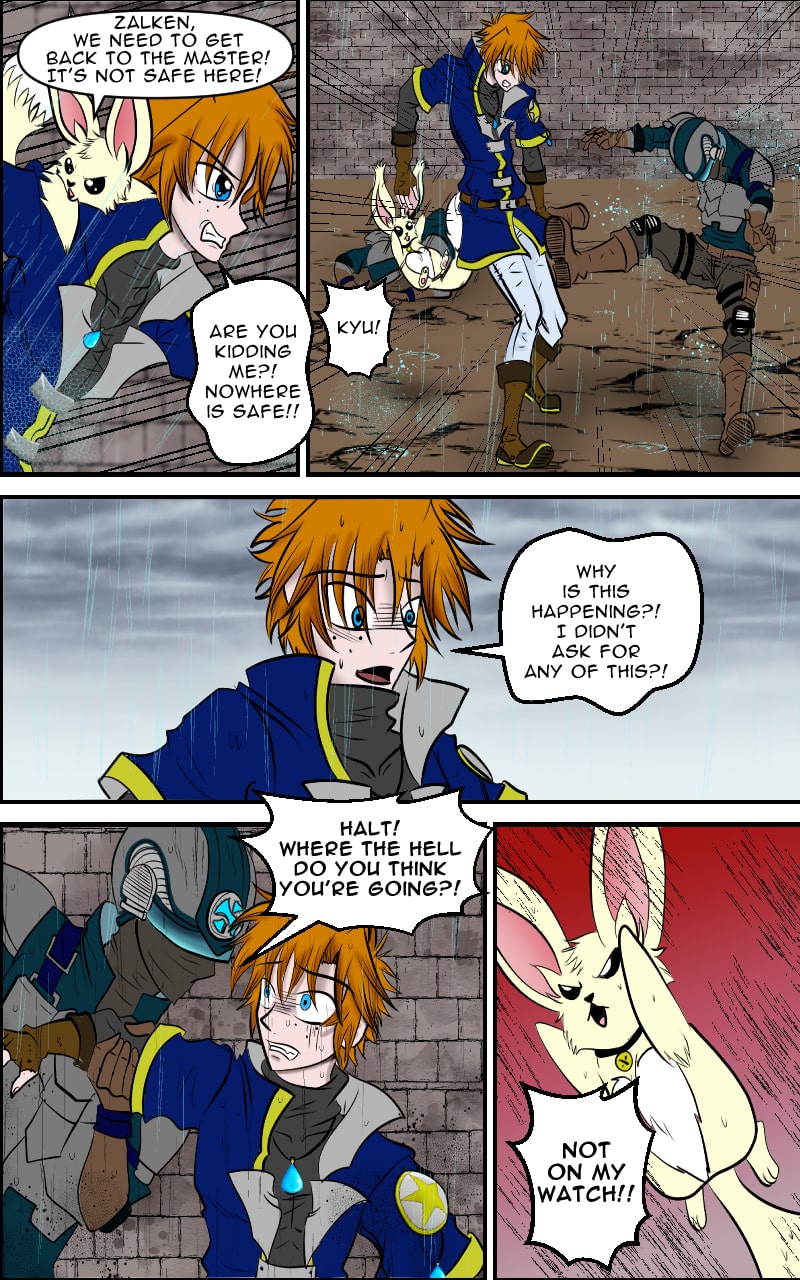 ZALKEN,
WE NEED TO GET
BACK TO THE MASTER!
IT'S NOT SAFE HERE!
ARE YOU
KIDDING
ME?!
NOWHERE
IS SAFE!!
KYU!
WHY
IS THIS
HAPPENING?!
I DIDN'T
ASK FOR
ANY OF THIS?!
HALT!
WHERE THE HELL
DO YOU THINK
YOU'RE GOING?!
NOT
ON MY
WATCH!!